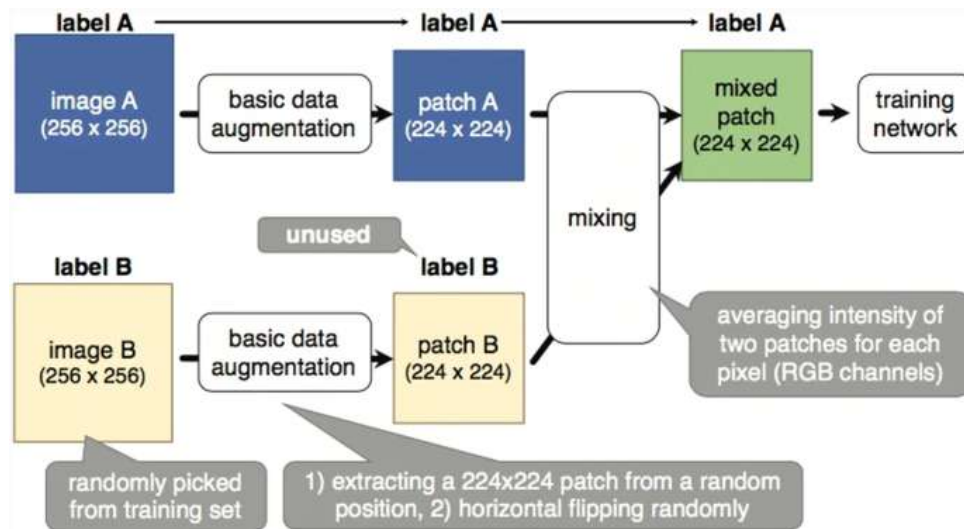 label A
label A
label A
image A
(256 x 256)
basic data
augmentation
patch A
(224 x 224)
mixed
patch
(224 x 224)
training
network
mixing
unused
label B
label B
image B
(256 x 256)
basic data
augmentation
patch B
(224 x 224)
averaging intensity of
two patches for each
pixel (RGB channels)
randomly picked
from training set
1) extracting a 224x224 patch from a random
position, 2) horizontal flipping randomly